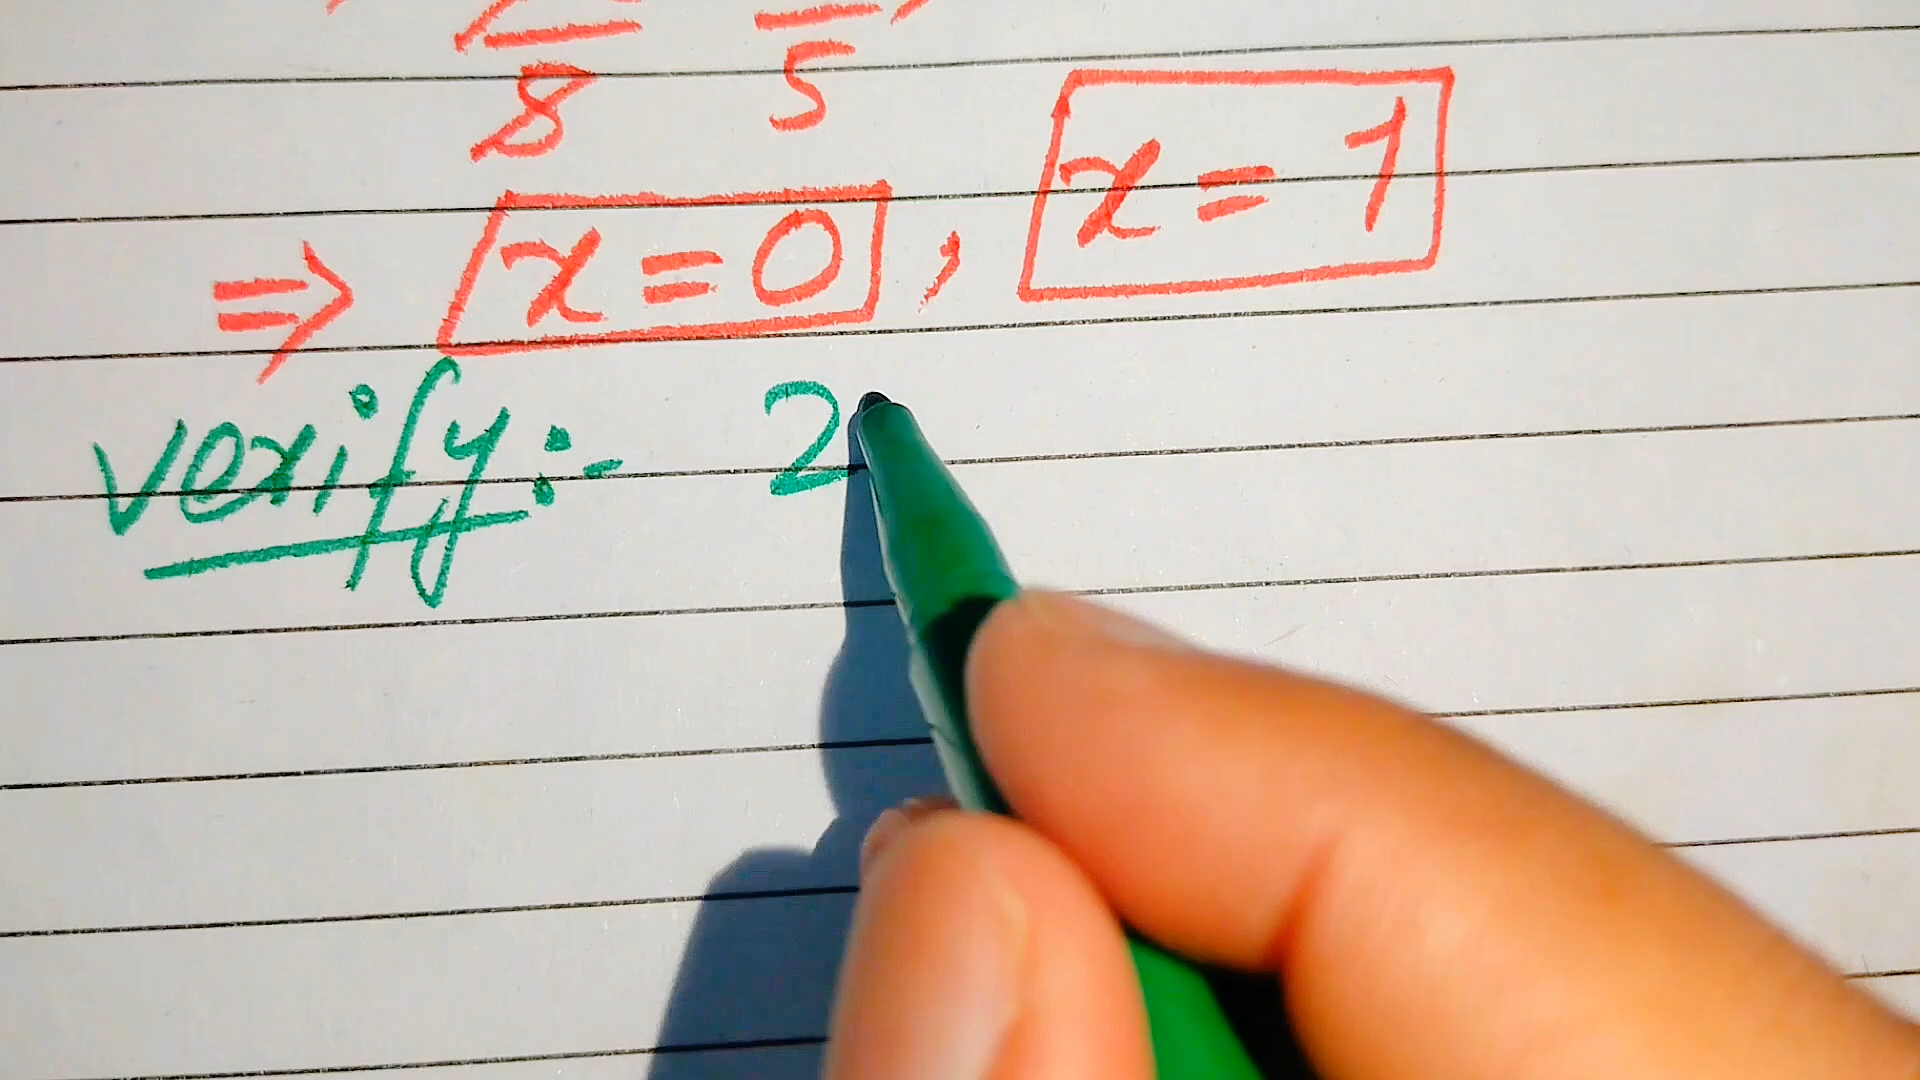 8 5
⇒ x = 0 , x = 1
verify :- 2